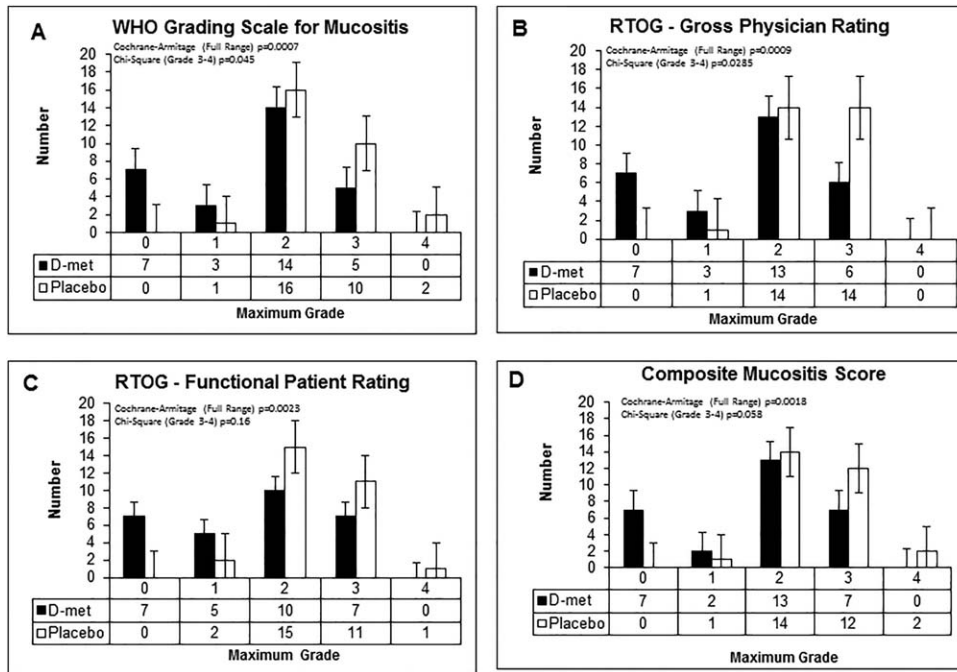 A
WHO Grading Scale for Mucositis
Cochrane-Armitage (Full Range) p=0.0007
Chi-Square (Grade 3-4) p=0.045
Number
20
18
16
14
12
10
8
6
4
2
0
0 1 2 3 4
D-met 7 3 14 5 0
Placebo 0 1 16 10 2
Maximum Grade
B
RTOG - Gross Physician Rating
Cochrane-Armitage (Full Range) p=0.0009
Chi-Square (Grade 3-4) p=0.0285
Number
20
18
16
14
12
10
8
6
4
2
0
0 1 2 3 4
D-met 7 3 13 6 0
Placebo 0 1 14 14 0
Maximum Grade
C
RTOG - Functional Patient Rating
Cochrane-Armitage (Full Range) p=0.0023
Chi-Square (Grade 3-4) p=0.16
Number
20
18
16
14
12
10
8
6
4
2
0
0 1 2 3 4
D-met 7 5 10 7 0
Placebo 0 2 15 11 1
Maximum Grade
D
Composite Mucositis Score
Cochrane-Armitage (Full Range) p=0.0018
Chi-Square (Grade 3-4) p=0.058
Number
20
18
16
14
12
10
8
6
4
2
0
0 1 2 3 4
D-met 7 2 13 7 0
Placebo 0 1 14 12 2
Maximum Grade